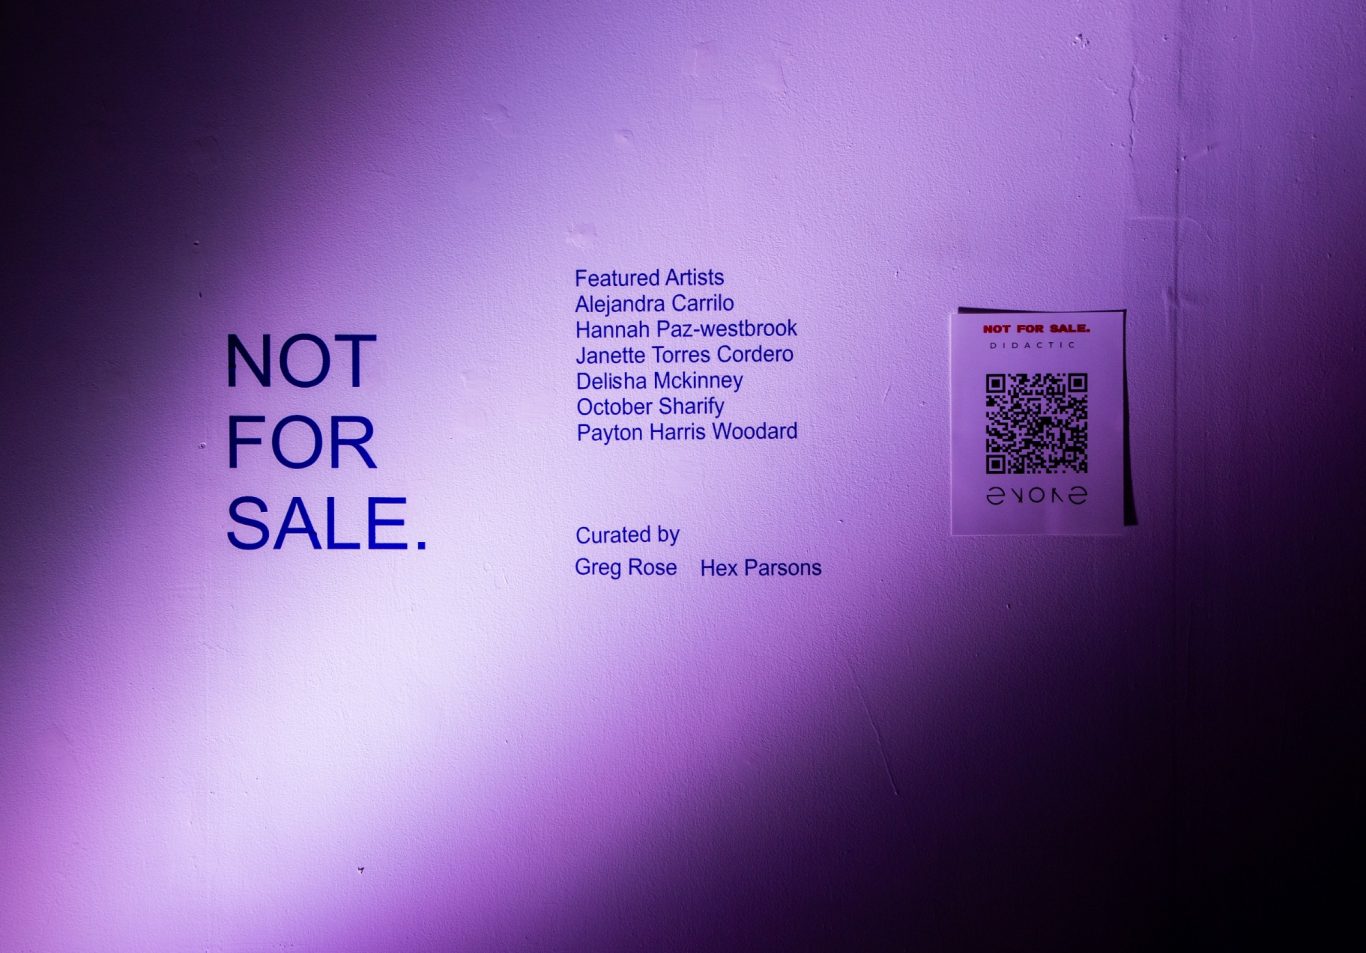 NOT
FOR
SALE.
Featured Artists
Alejandra Carrilo
Hannah Paz-westbrook
Janette Torres Cordero
Delisha Mckinney
October Sharify
Payton Harris Woodard
Curated by
Greg Rose Hex Parsons
NOT FOR SALE.
DIDACTIC
evoke